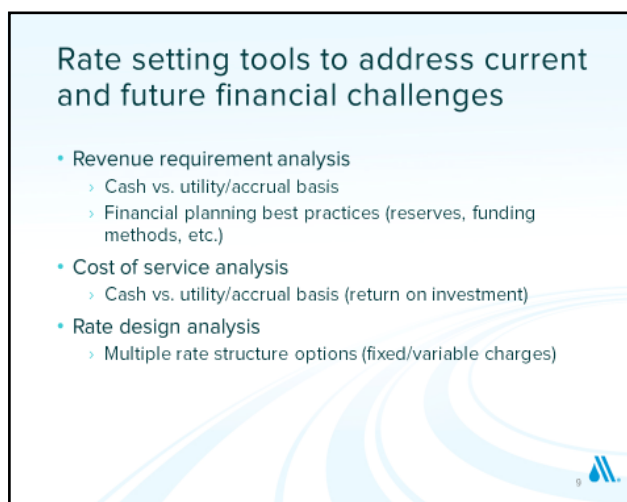 Rate setting tools to address current
and future financial challenges
• Revenue requirement analysis
› Cash vs. utility/accrual basis
› Financial planning best practices (reserves, funding
methods, etc.)
• Cost of service analysis
› Cash vs. utility/accrual basis (return on investment)
• Rate design analysis
› Multiple rate structure options (fixed/variable charges)
9